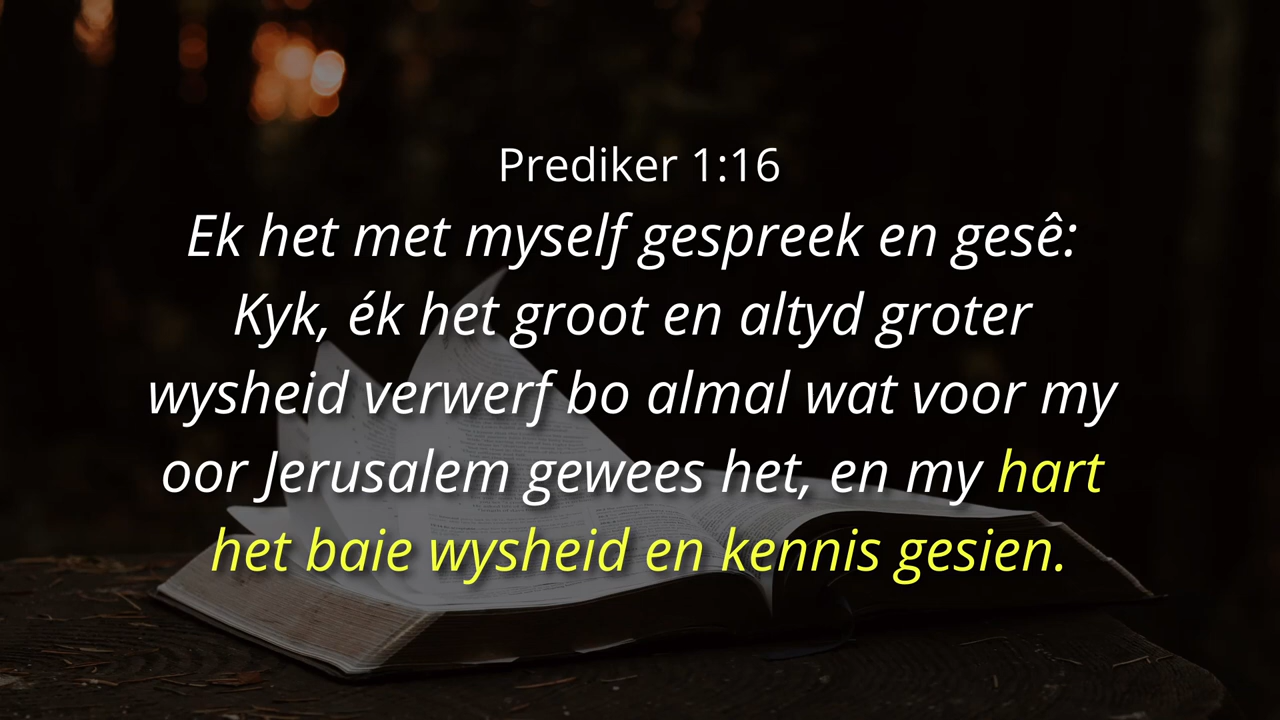 Prediker 1:16
Ek het met myself gespreek en gesê:
Kyk, ék het groot en altyd groter
wysheid verwerf bo almal wat voor my
oor Jerusalem gewees het, en my hart
het baie wysheid en kennis gesien.